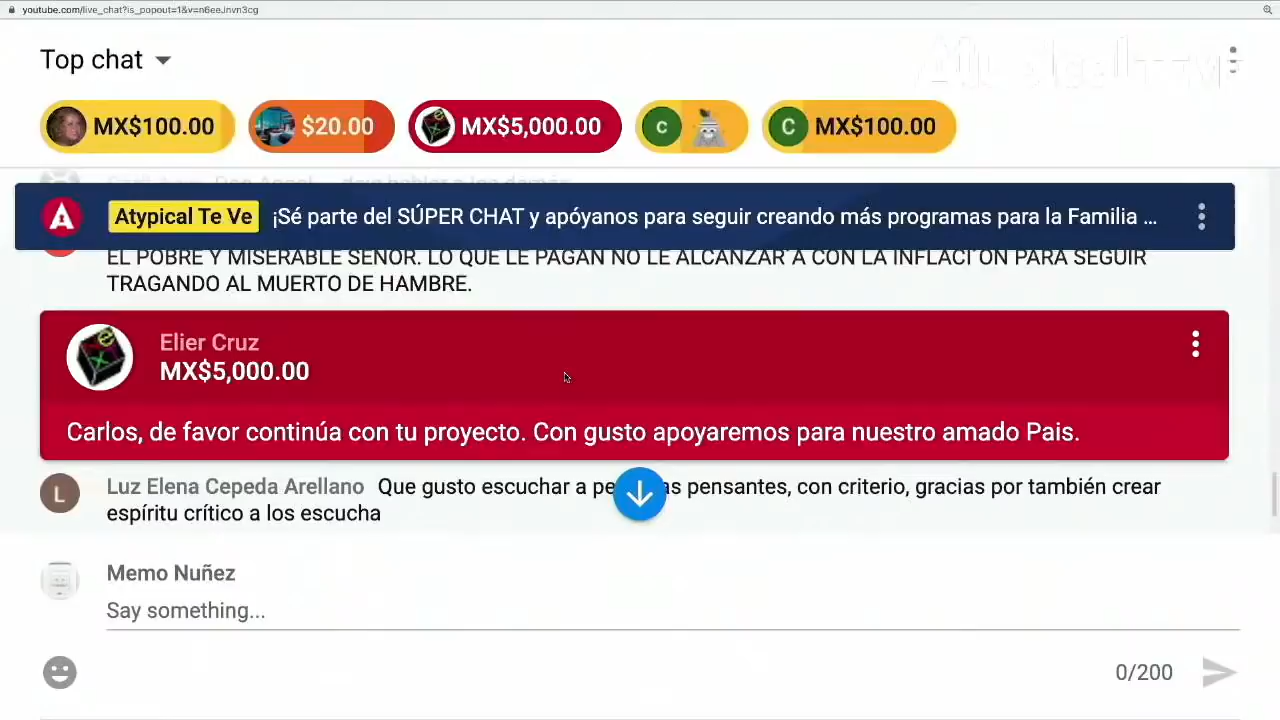 youtube.com/live_chat?is_popout=1&v=n6eeJnvn3cg
Top chat
MX$100.00
$20.00
MX$5,000.00
C
C
MX$100.00
A
Atypical Te Ve ¡Sé parte del SÚPER CHAT y apóyanos para seguir creando más programas para la Familia ...
EL POBRE Y MISERABLE SEÑOR. LO QUE LE PAGAN NO LE ALCANZAR A CON LA INFLACI ON PARA SEGUIR
TRAGANDO AL MUERTO DE HAMBRE.
Elier Cruz
MX$5,000.00
Carlos, de favor continúa con tu proyecto. Con gusto apoyaremos para nuestro amado Pais.
L
Luz Elena Cepeda Arellano Que gusto escuchar a pensantes, con criterio, gracias por también crear
espíritu crítico a los escucha
Memo Nuñez
Say something...
0/200